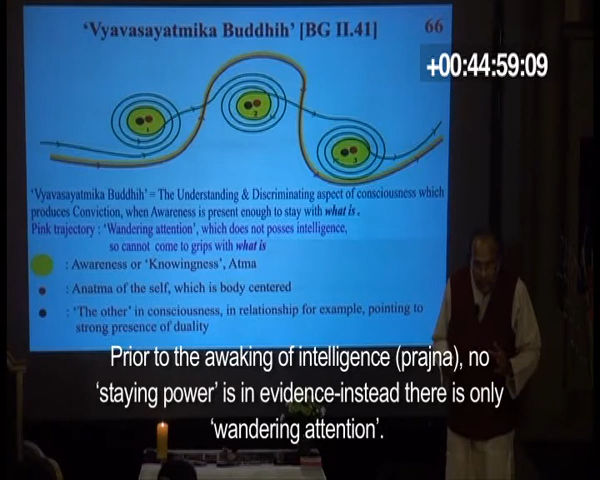 'Vyavasayatmika Buddhih' [BG II.41]
66
+00:44:59:09
1
2
3
'Vyavasayatmika Buddhih' = The Understanding & Discriminating aspect of consciousness which
produces Conviction, when Awareness is present enough to stay with what is.
Pink trajectory : 'Wandering attention', which does not posses intelligence,
so cannot come to grips with what is
: Awareness or 'Knowingness', Atma
: Anatma of the self, which is body centered
: 'The other' in consciousness, in relationship for example, pointing to
strong presence of duality
Prior to the awaking of intelligence (prajna), no
'staying power' is in evidence-instead there is only
'wandering attention'.